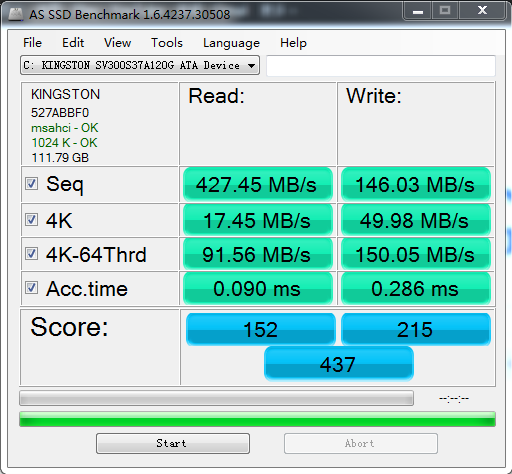 AS SSD Benchmark 1.6.4237.30508
File Edit View Tools Language Help
C: KINGSTON SV300S37A120G ATA Device
KINGSTON
527ABBF0
msahci - OK
1024 K - OK
111.79 GB
Read: Write:
Seq 427.45 MB/s 146.03 MB/s
4K 17.45 MB/s 49.98 MB/s
4K-64Thrd 91.56 MB/s 150.05 MB/s
Acc.time 0.090 ms 0.286 ms
Score: 152 215
437
--:--:--
Start Abort